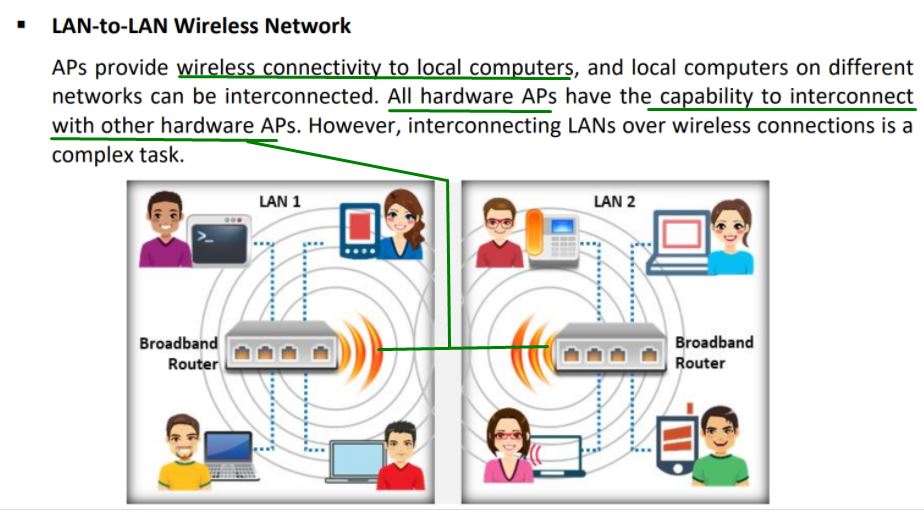 ▪ LAN-to-LAN Wireless Network
APs provide wireless connectivity to local computers, and local computers on different
networks can be interconnected. All hardware APs have the capability to interconnect
with other hardware APs. However, interconnecting LANs over wireless connections is a
complex task.
LAN 1
>_
Broadband
Router
LAN 2
Broadband
Router